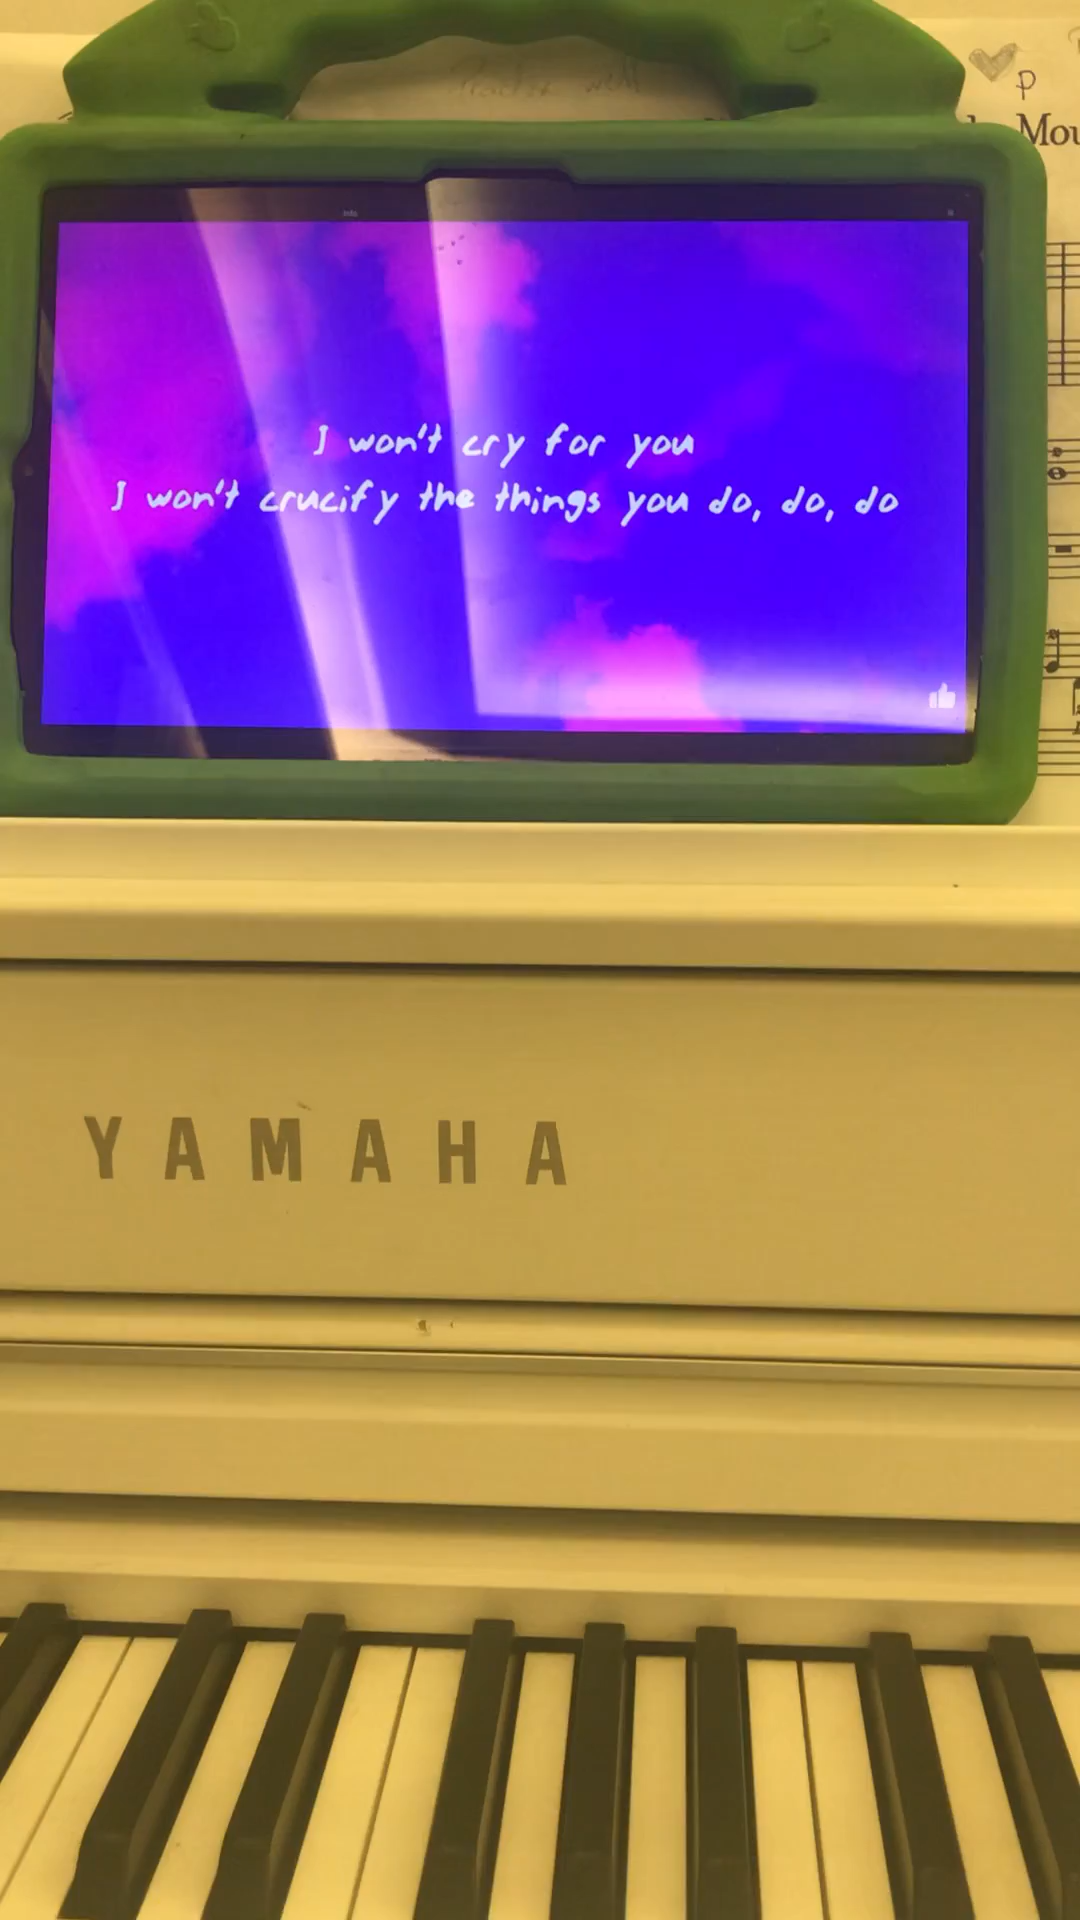 p
Mou
I won't cry for you
I won't crucify the things you do, do, do
YAMAHA